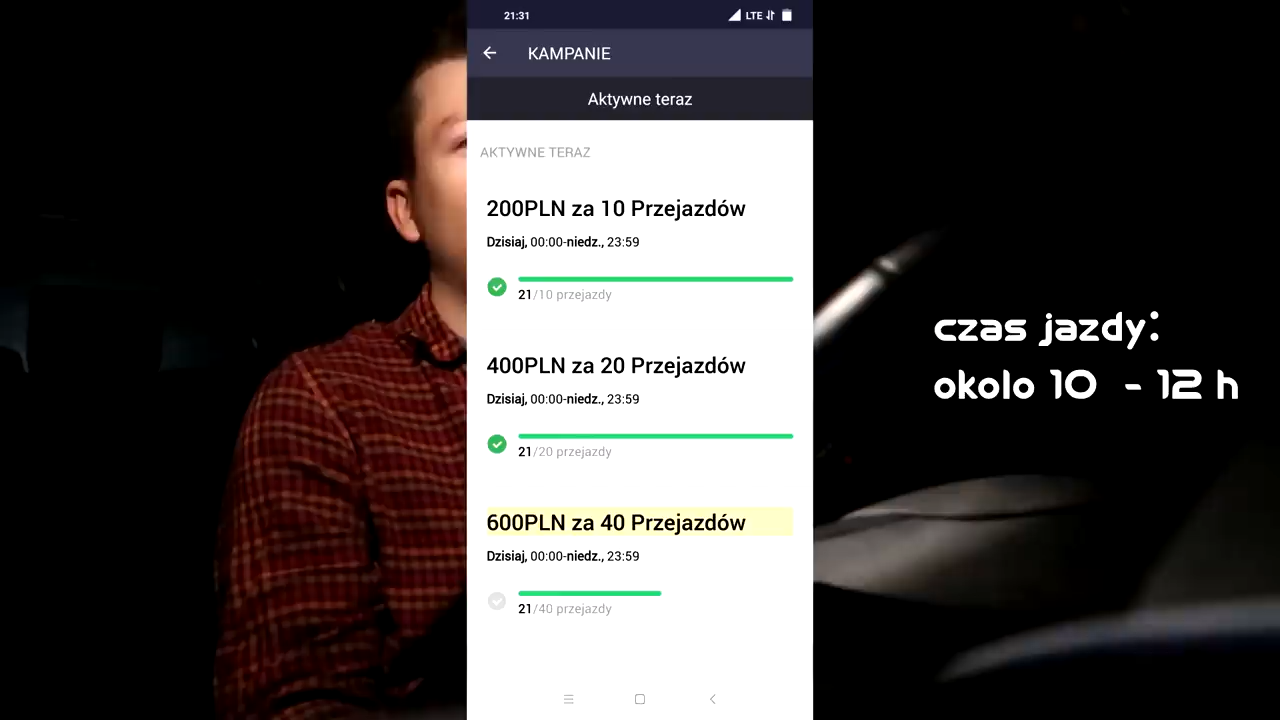 21:31
LTE
KAMPANIE
Aktywne teraz
AKTYWNE TERAZ
200PLN za 10 Przejazdów
Dzisiaj, 00:00-niedz., 23:59
21/10 przejazdy
400PLN za 20 Przejazdów
Dzisiaj, 00:00-niedz., 23:59
21/20 przejazdy
600PLN za 40 Przejazdów
Dzisiaj, 00:00-niedz., 23:59
21/40 przejazdy
czas jazdy:
okolo 10 - 12 h